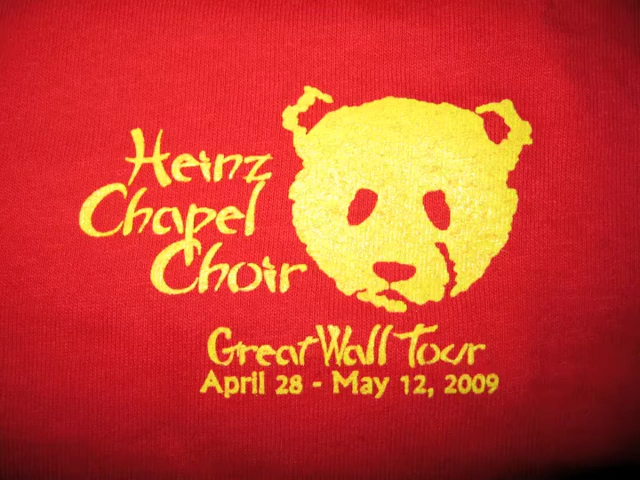 Heinz
Chapel
Choir
Great Wall Tour
April 28 - May 12, 2009